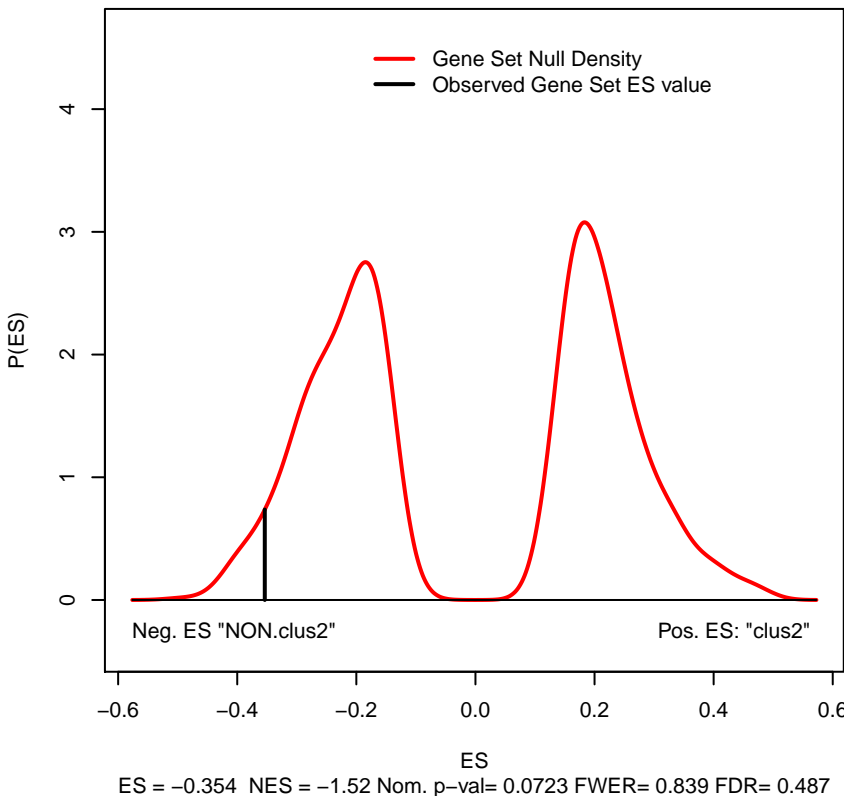 Gene Set Null Density
Observed Gene Set ES value
4
3
2
1
0
P(ES)
Neg. ES "NON.clus2"
Pos. ES: "clus2"
−0.6
−0.4
−0.2
0.0
0.2
0.4
0.6
ES
ES = −0.354 NES = −1.52 Nom. p−val= 0.0723 FWER= 0.839 FDR= 0.487